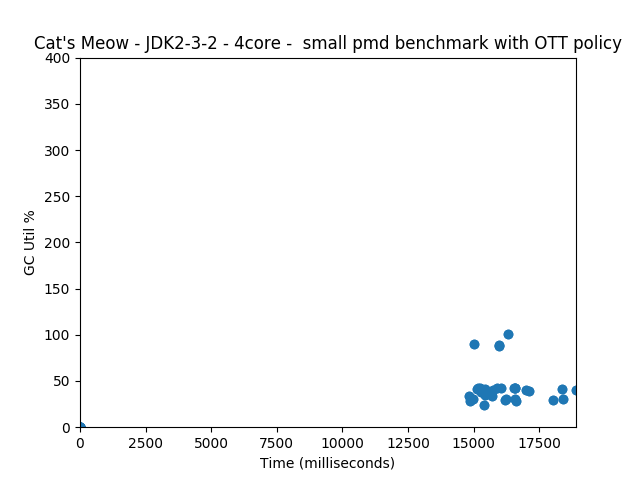 Cat's Meow - JDK2-3-2 - 4core -  small pmd benchmark with OTT policy
400
350
300
250
200
150
100
50
0
GC Util %
0 2500 5000 7500 10000 12500 15000 17500
Time (milliseconds)